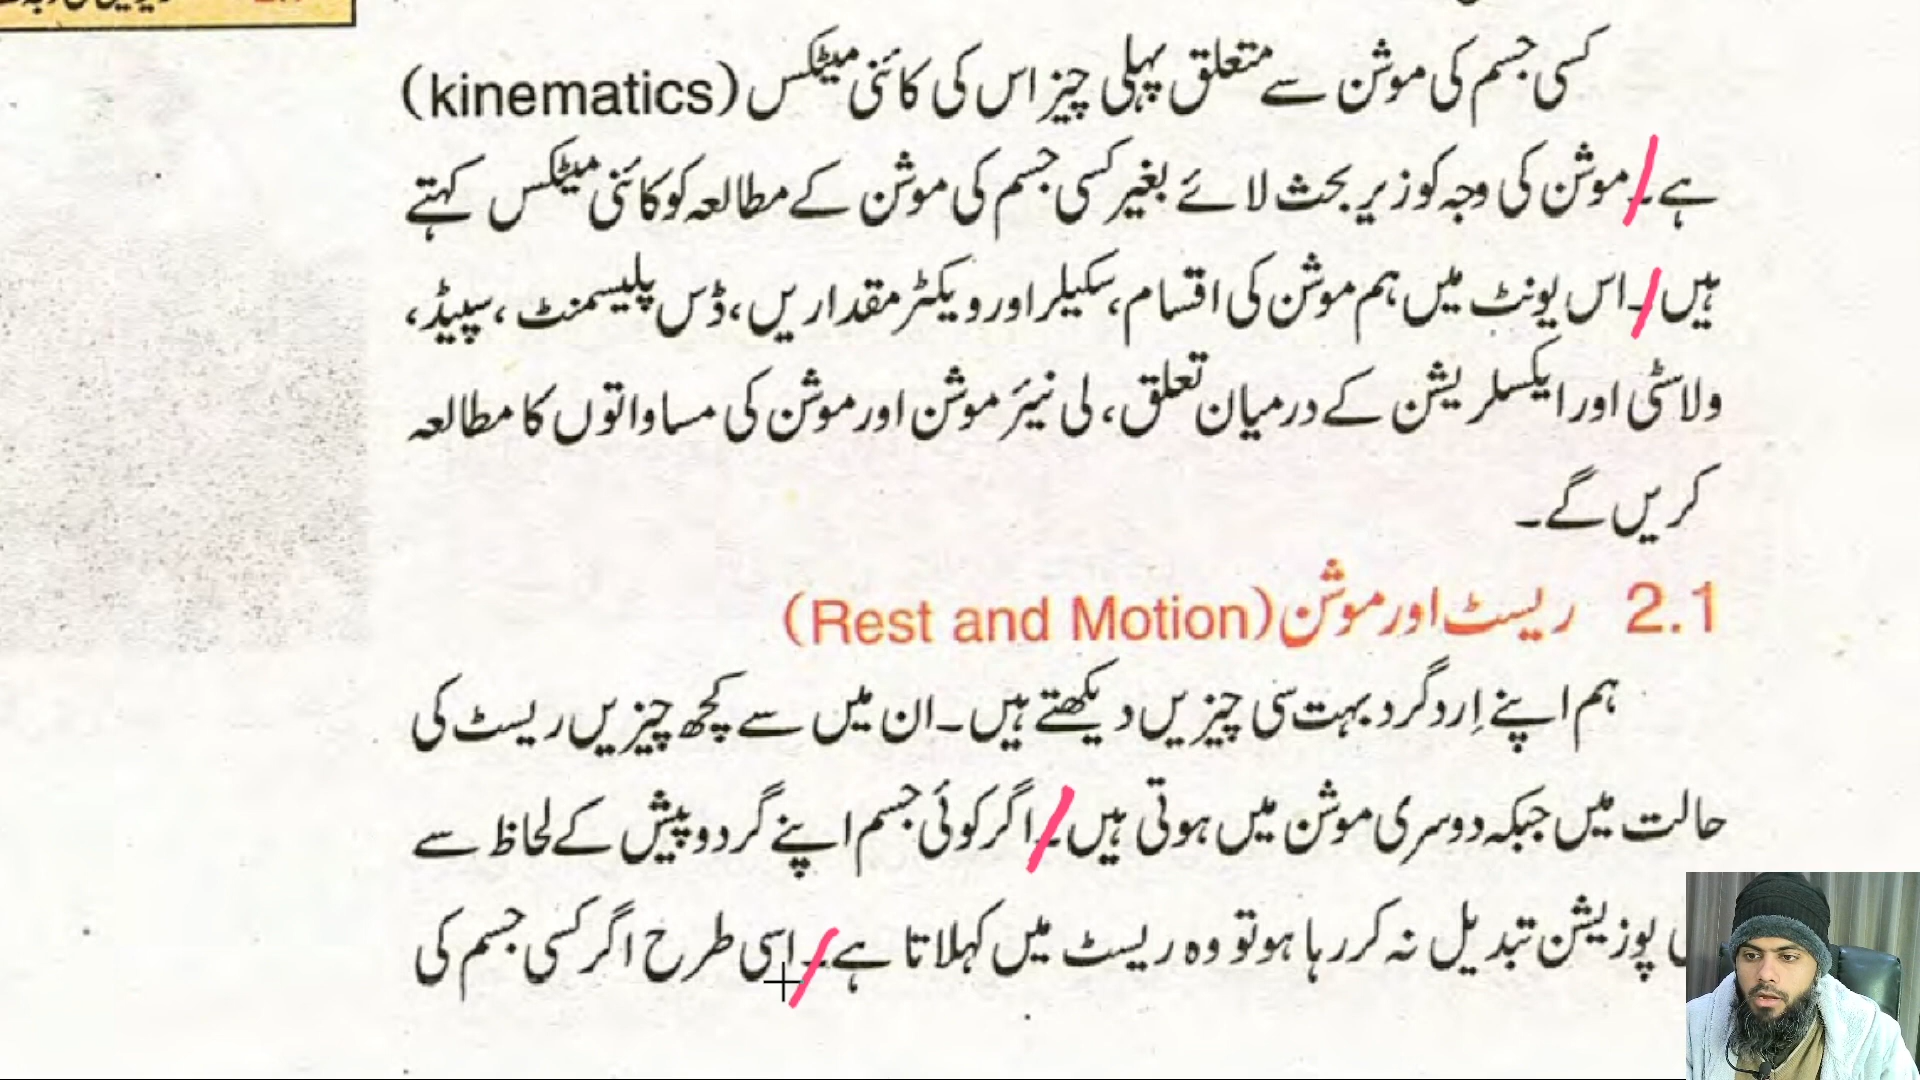 کسی جسم کی موشن سے متعلق پہلی چیز اس کی کائنی میٹکس (kinematics)
ہے۔ موشن کی وجہ کو زیر بحث لائے بغیر کسی جسم کی موشن کے مطالعہ کو کائنی میٹکس کہتے
ہیں۔ اس یونٹ میں ہم موشن کی اقسام، سکیلر اور ویکٹر مقداریں، ڈس پلیسمنٹ، سپیڈ،
ولاسٹی اور ایکسلریشن کے درمیان تعلق، لی نیئر موشن اور موشن کی مساواتوں کا مطالعہ
کریں گے۔
2.1 ریسٹ اور موشن (Rest and Motion)
ہم اپنے اِرد گرد بہت سی چیزیں دیکھتے ہیں۔ ان میں سے کچھ چیزیں ریسٹ کی
حالت میں جبکہ دوسری موشن میں ہوتی ہیں۔ اگر کوئی جسم اپنے گردوپیش کے لحاظ سے
پوزیشن تبدیل نہ کر رہا ہو تو وہ ریسٹ میں کہلاتا ہے۔ اسی طرح اگر کسی جسم کی